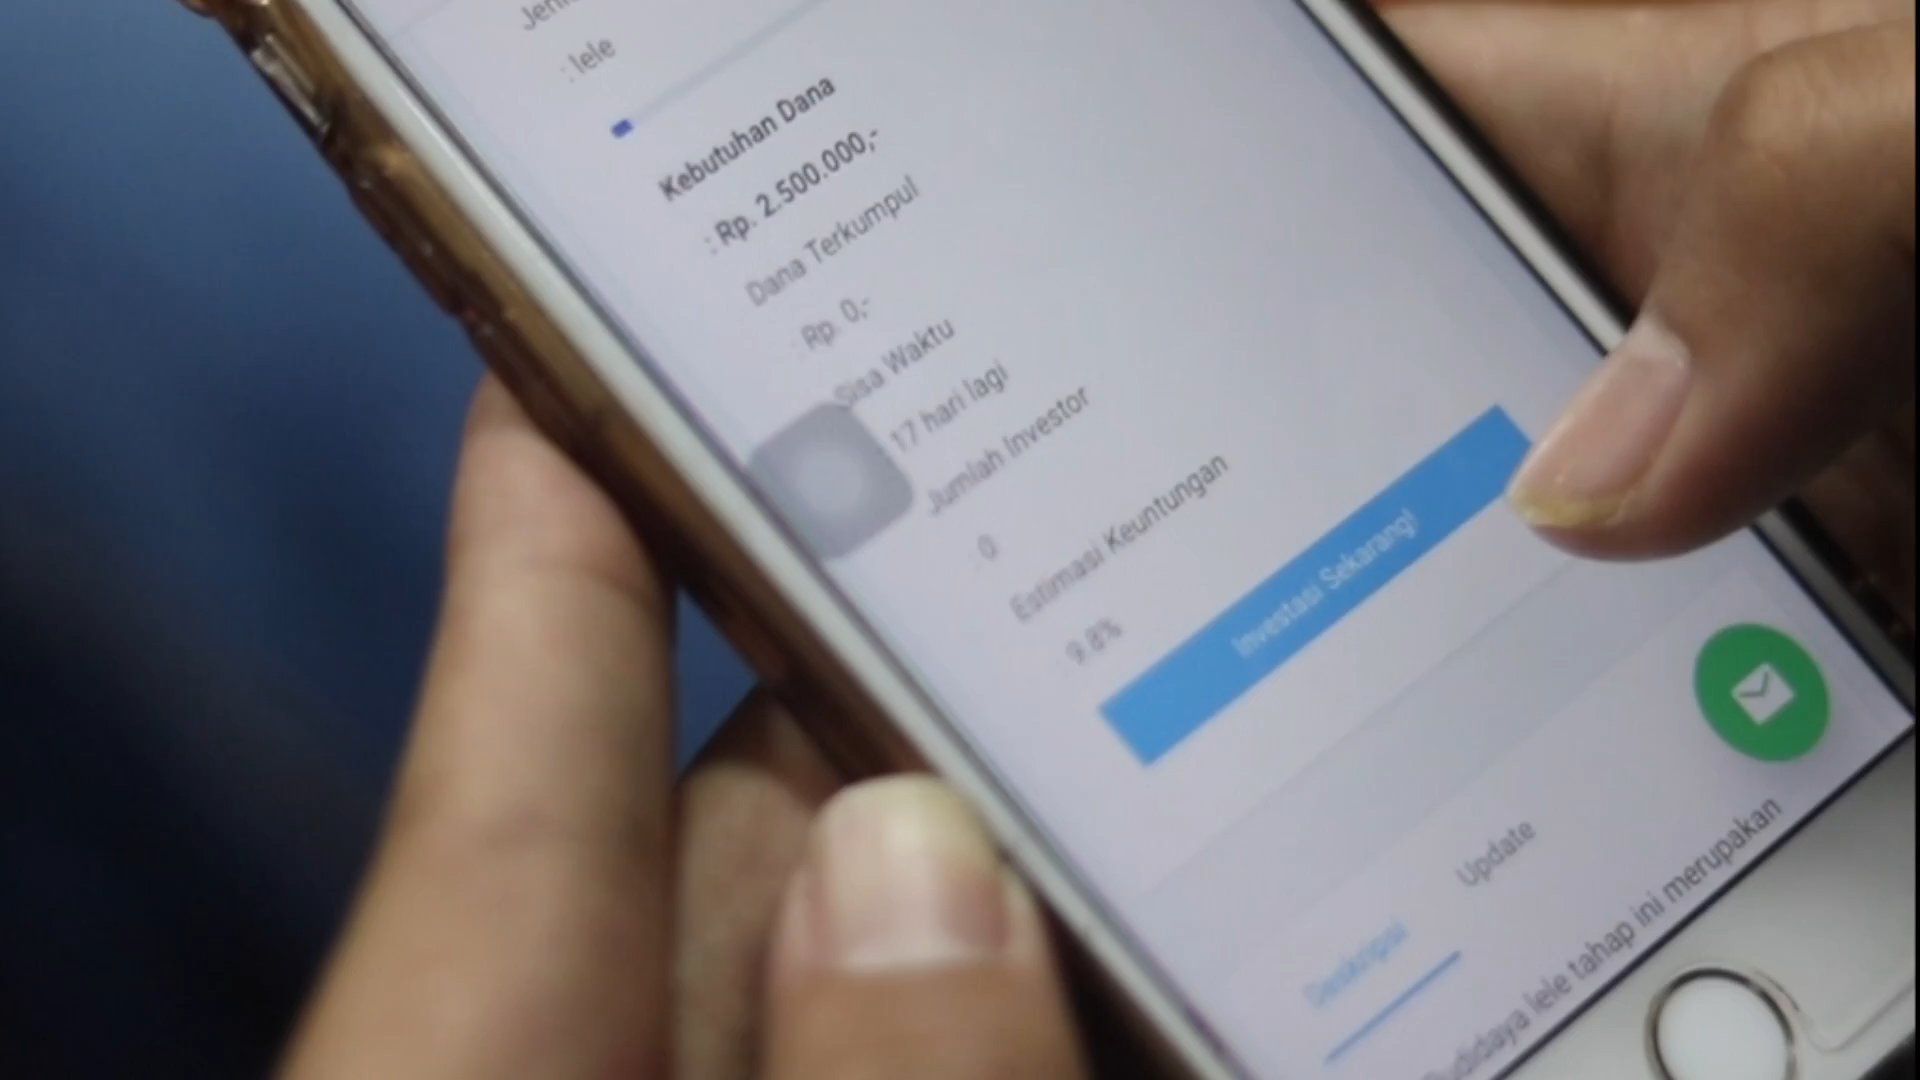 : lele
Kebutuhan Dana
: Rp. 2.500.000,-
Dana Terkumpul
: Rp. 0,-
Sisa Waktu
17 hari lagi
Jumlah Investor
: 0
Estimasi Keuntungan
: 9.8%
Investasi Sekarang!
Deskripsi Update
Budidaya lele tahap ini merupakan